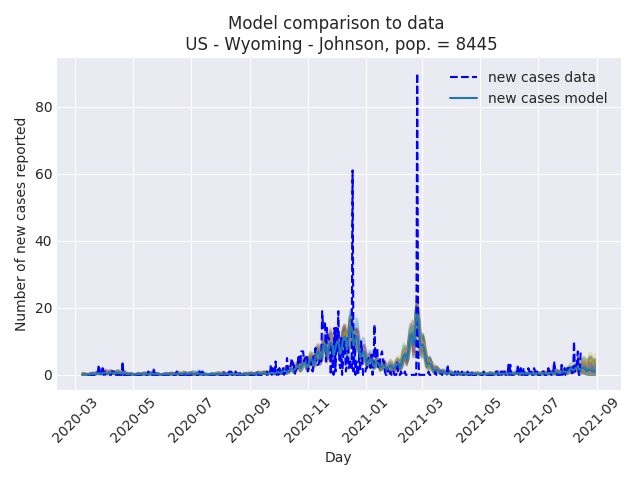 Model comparison to data
US - Wyoming - Johnson, pop. = 8445
new cases data
new cases model
Number of new cases reported
80
60
40
20
0
2020-03
2020-05
2020-07
2020-09
2020-11
2021-01
2021-03
2021-05
2021-07
2021-09
Day